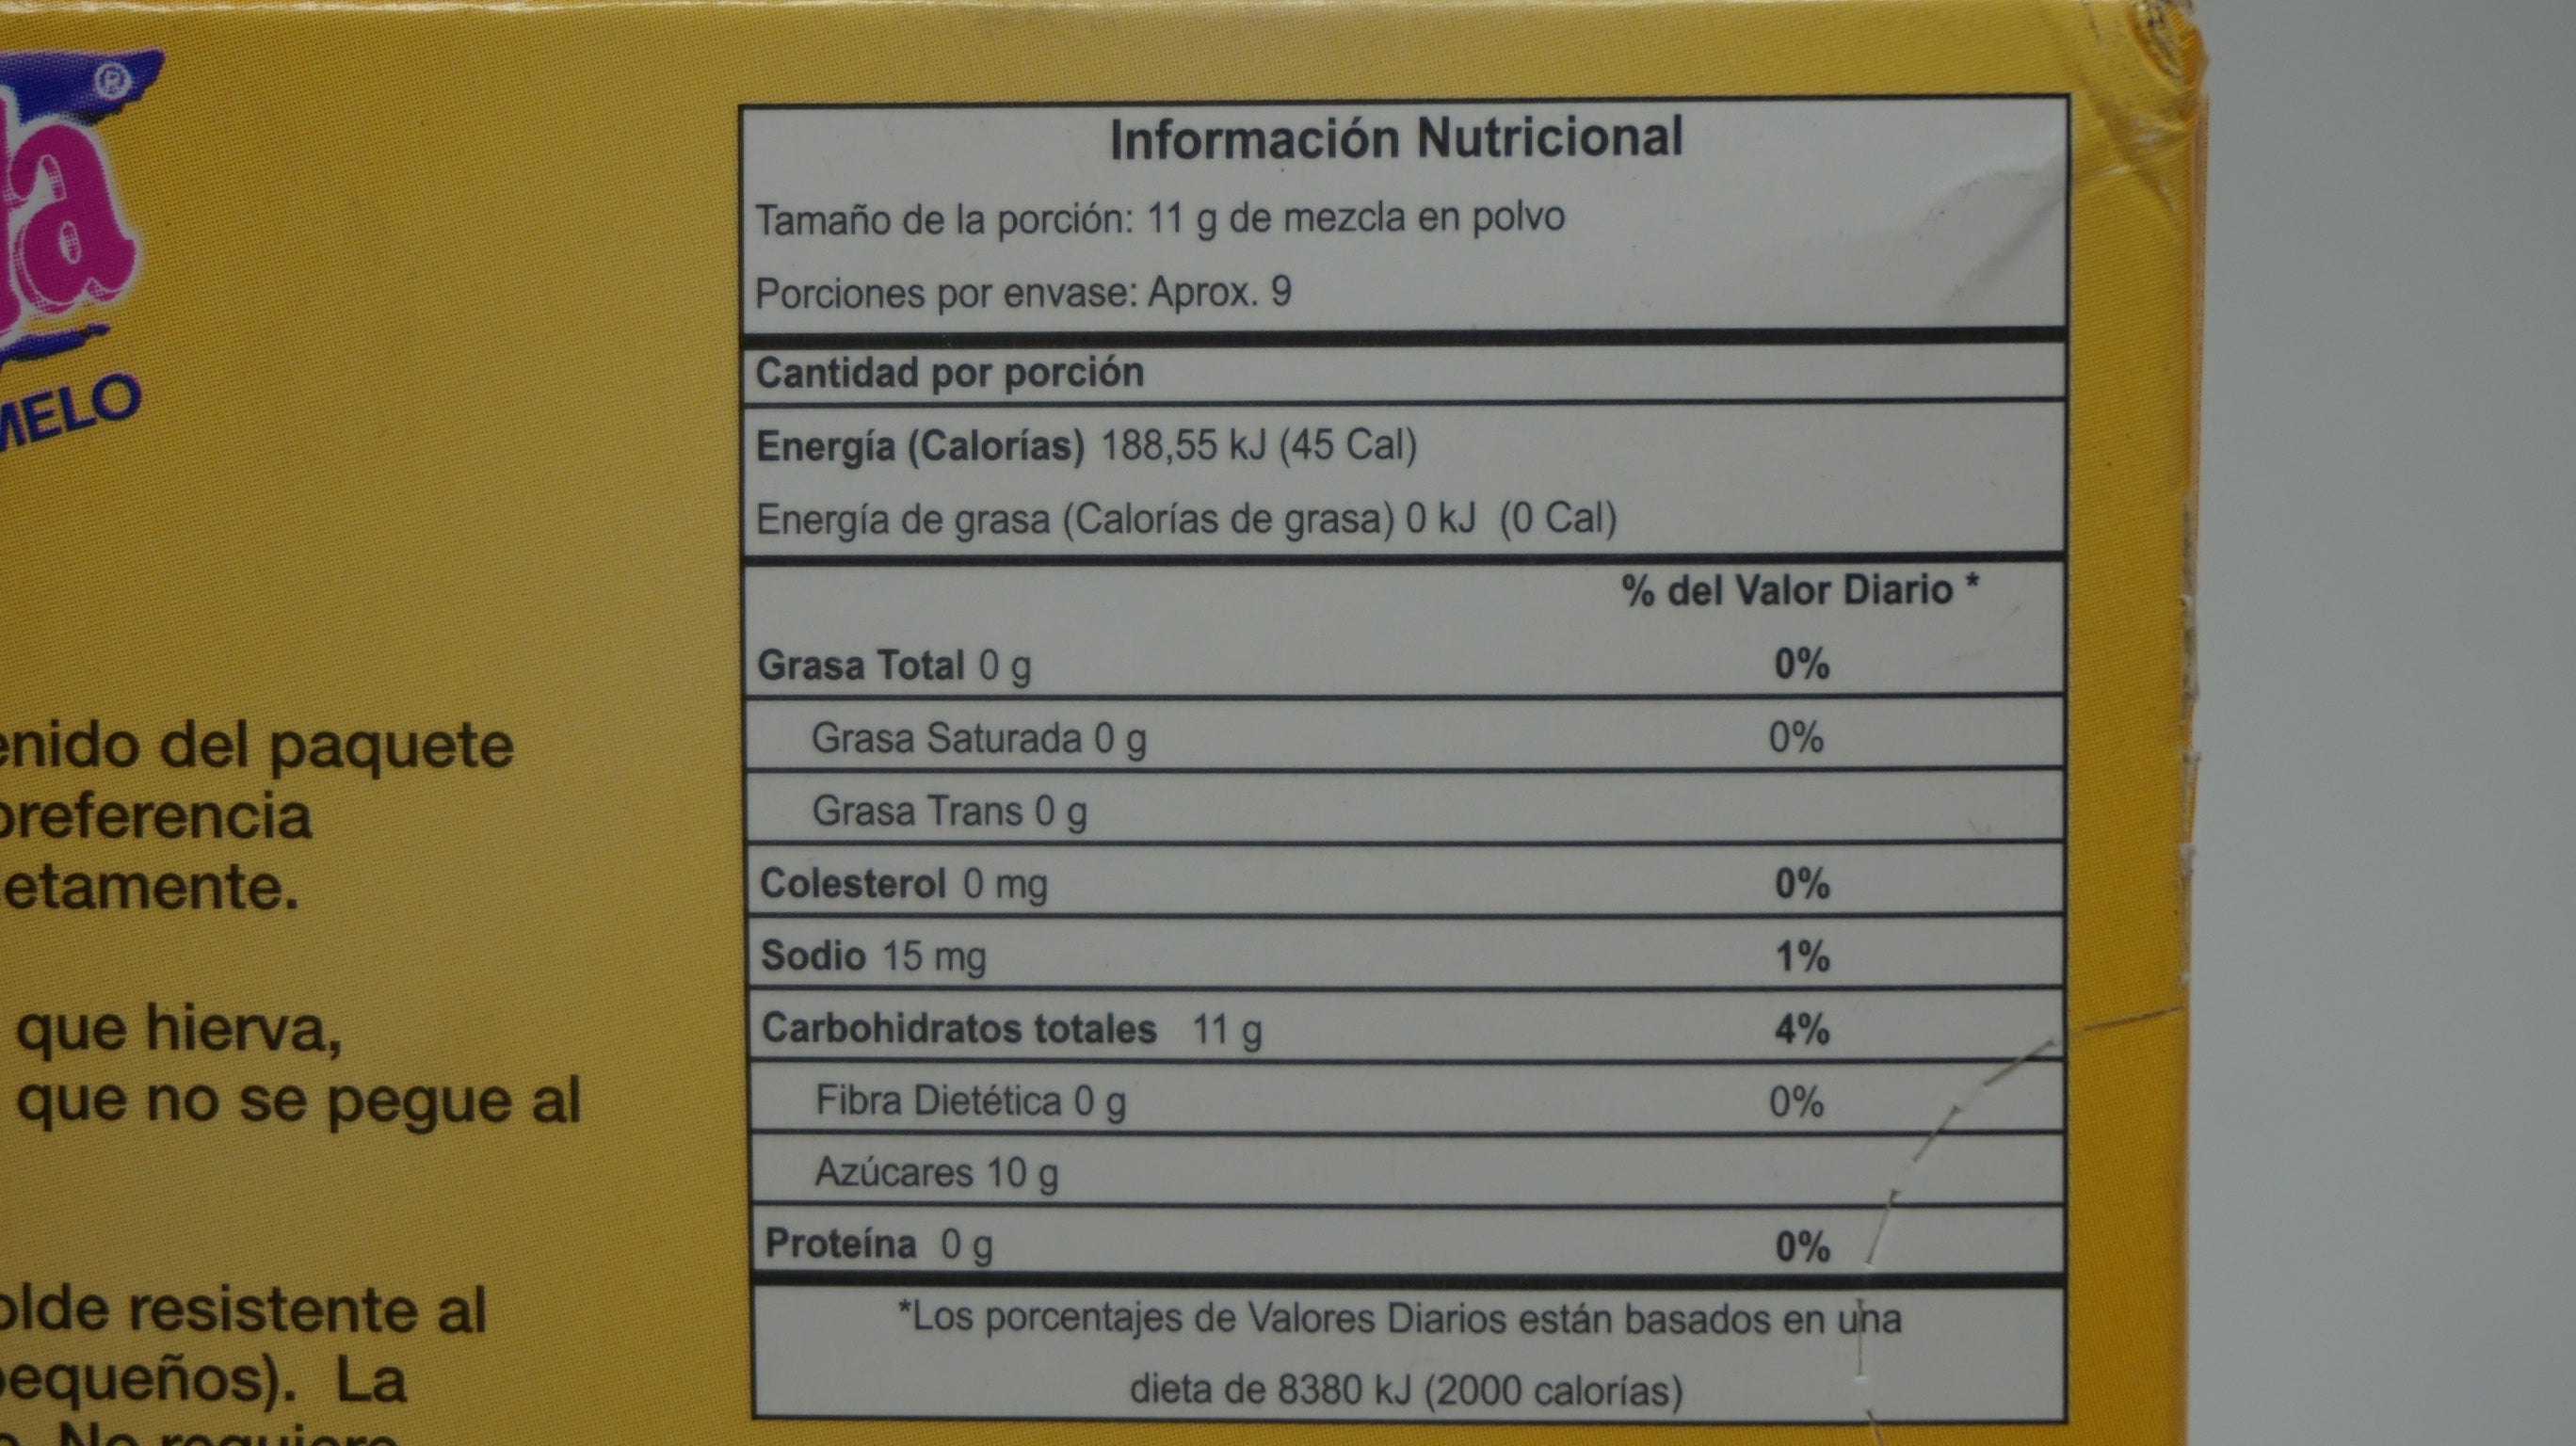 ®
Información Nutricional
Tamaño de la porción: 11 g de mezcla en polvo
Porciones por envase: Aprox. 9
Cantidad por porción
Energía (Calorías) 188,55 kJ (45 Cal)
Energía de grasa (Calorías de grasa) 0 kJ (0 Cal)
% del Valor Diario *
Grasa Total 0 g 0%
Grasa Saturada 0 g 0%
Grasa Trans 0 g
Colesterol 0 mg 0%
Sodio 15 mg 1%
Carbohidratos totales 11 g 4%
Fibra Dietética 0 g 0%
Azúcares 10 g
Proteína 0 g 0%
*Los porcentajes de Valores Diarios están basados en una
dieta de 8380 kJ (2000 calorías)
MELO
enido del paquete
preferencia
etamente.
que hierva,
que no se pegue al
olde resistente al
pequeños). La
No requiere